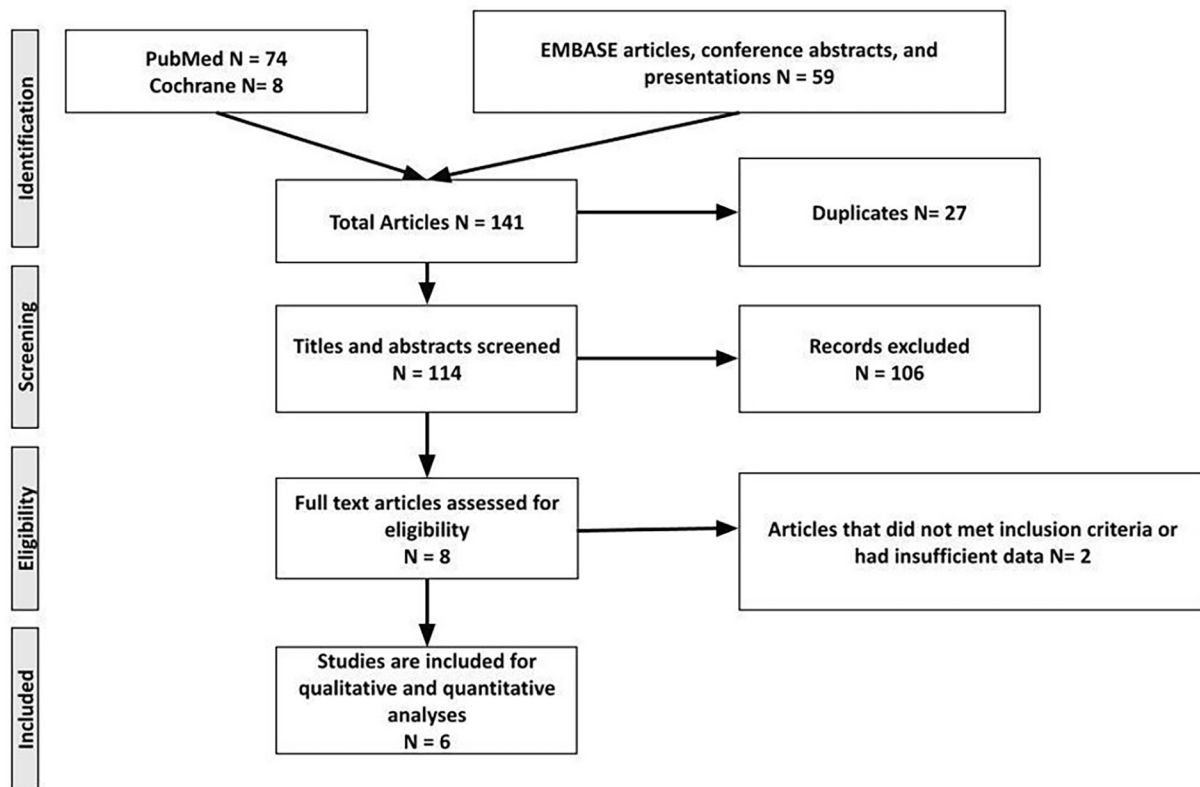 Identification
PubMed N = 74
Cochrane N= 8
EMBASE articles, conference abstracts, and
presentations N = 59
Total Articles N = 141
Duplicates N= 27
Screening
Titles and abstracts screened
N = 114
Records excluded
N = 106
Eligibility
Full text articles assessed for
eligibility
N = 8
Articles that did not met inclusion criteria or
had insufficient data N= 2
Included
Studies are included for
qualitative and quantitative
analyses
N = 6